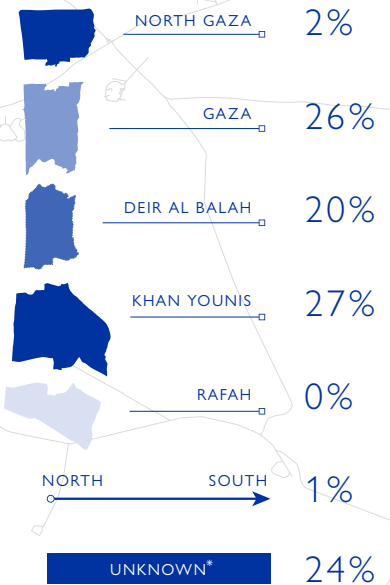 NORTH GAZA 2%
GAZA 26%
DEIR AL BALAH 20%
KHAN YOUNIS 27%
RAFAH 0%
NORTH SOUTH 1%
UNKNOWN* 24%